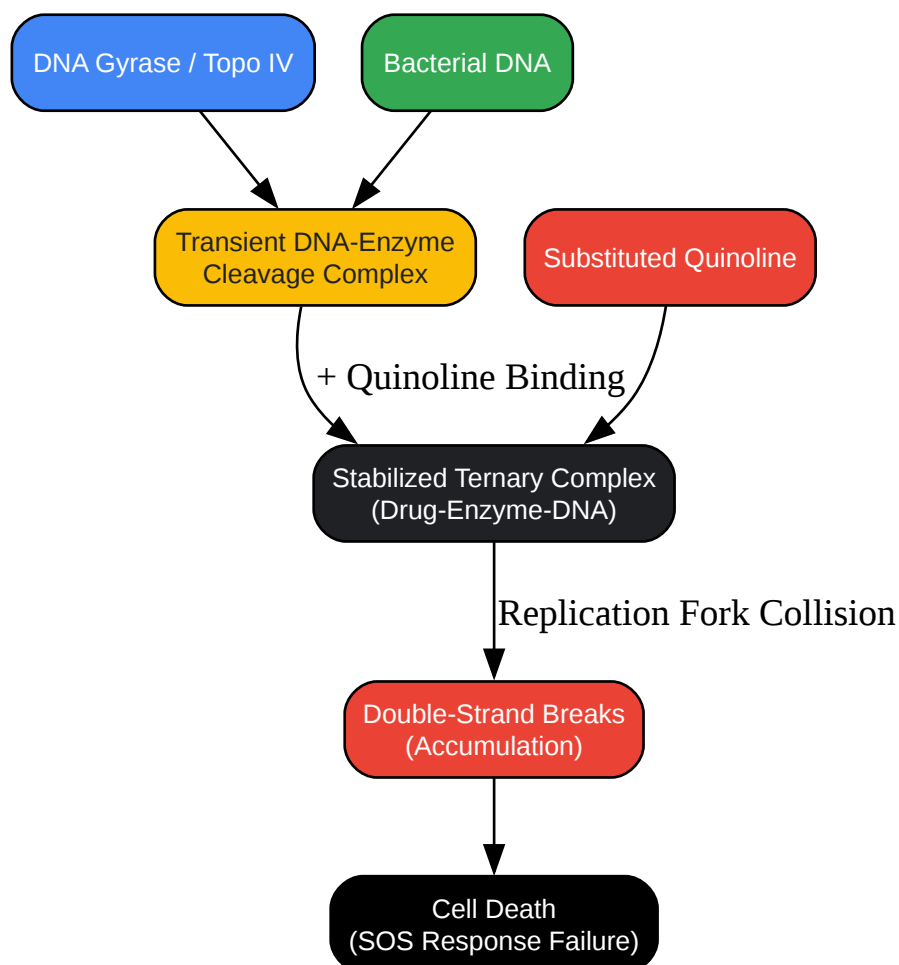 DNA Gyrase / Topo IV
Bacterial DNA
Transient DNA-Enzyme
Cleavage Complex
Substituted Quinoline
+ Quinoline Binding
Stabilized Ternary Complex
(Drug-Enzyme-DNA)
Replication Fork Collision
Double-Strand Breaks
(Accumulation)
Cell Death
(SOS Response Failure)